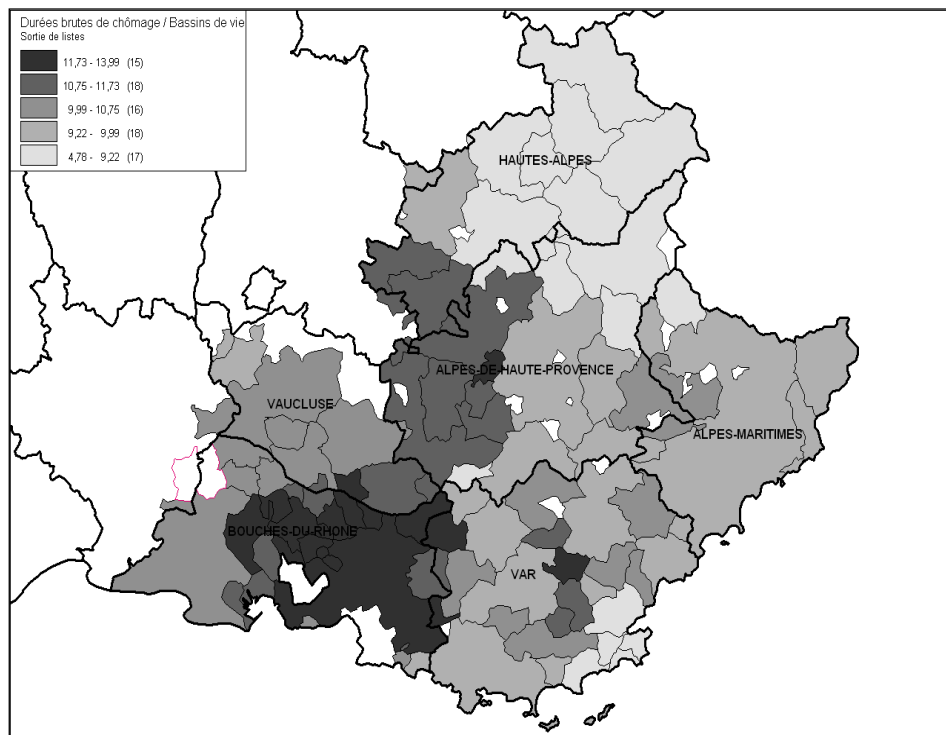 Durées brutes de chômage / Bassins de vie
Sortie de listes
11,73 - 13,99 (15)
10,75 - 11,73 (18)
9,99 - 10,75 (16)
9,22 - 9,99 (18)
4,78 - 9,22 (17)
HAUTES-ALPES
ALPES-DE-HAUTE-PROVENCE
VAUCLUSE
ALPES-MARITIMES
BOUCHES-DU-RHONE
VAR